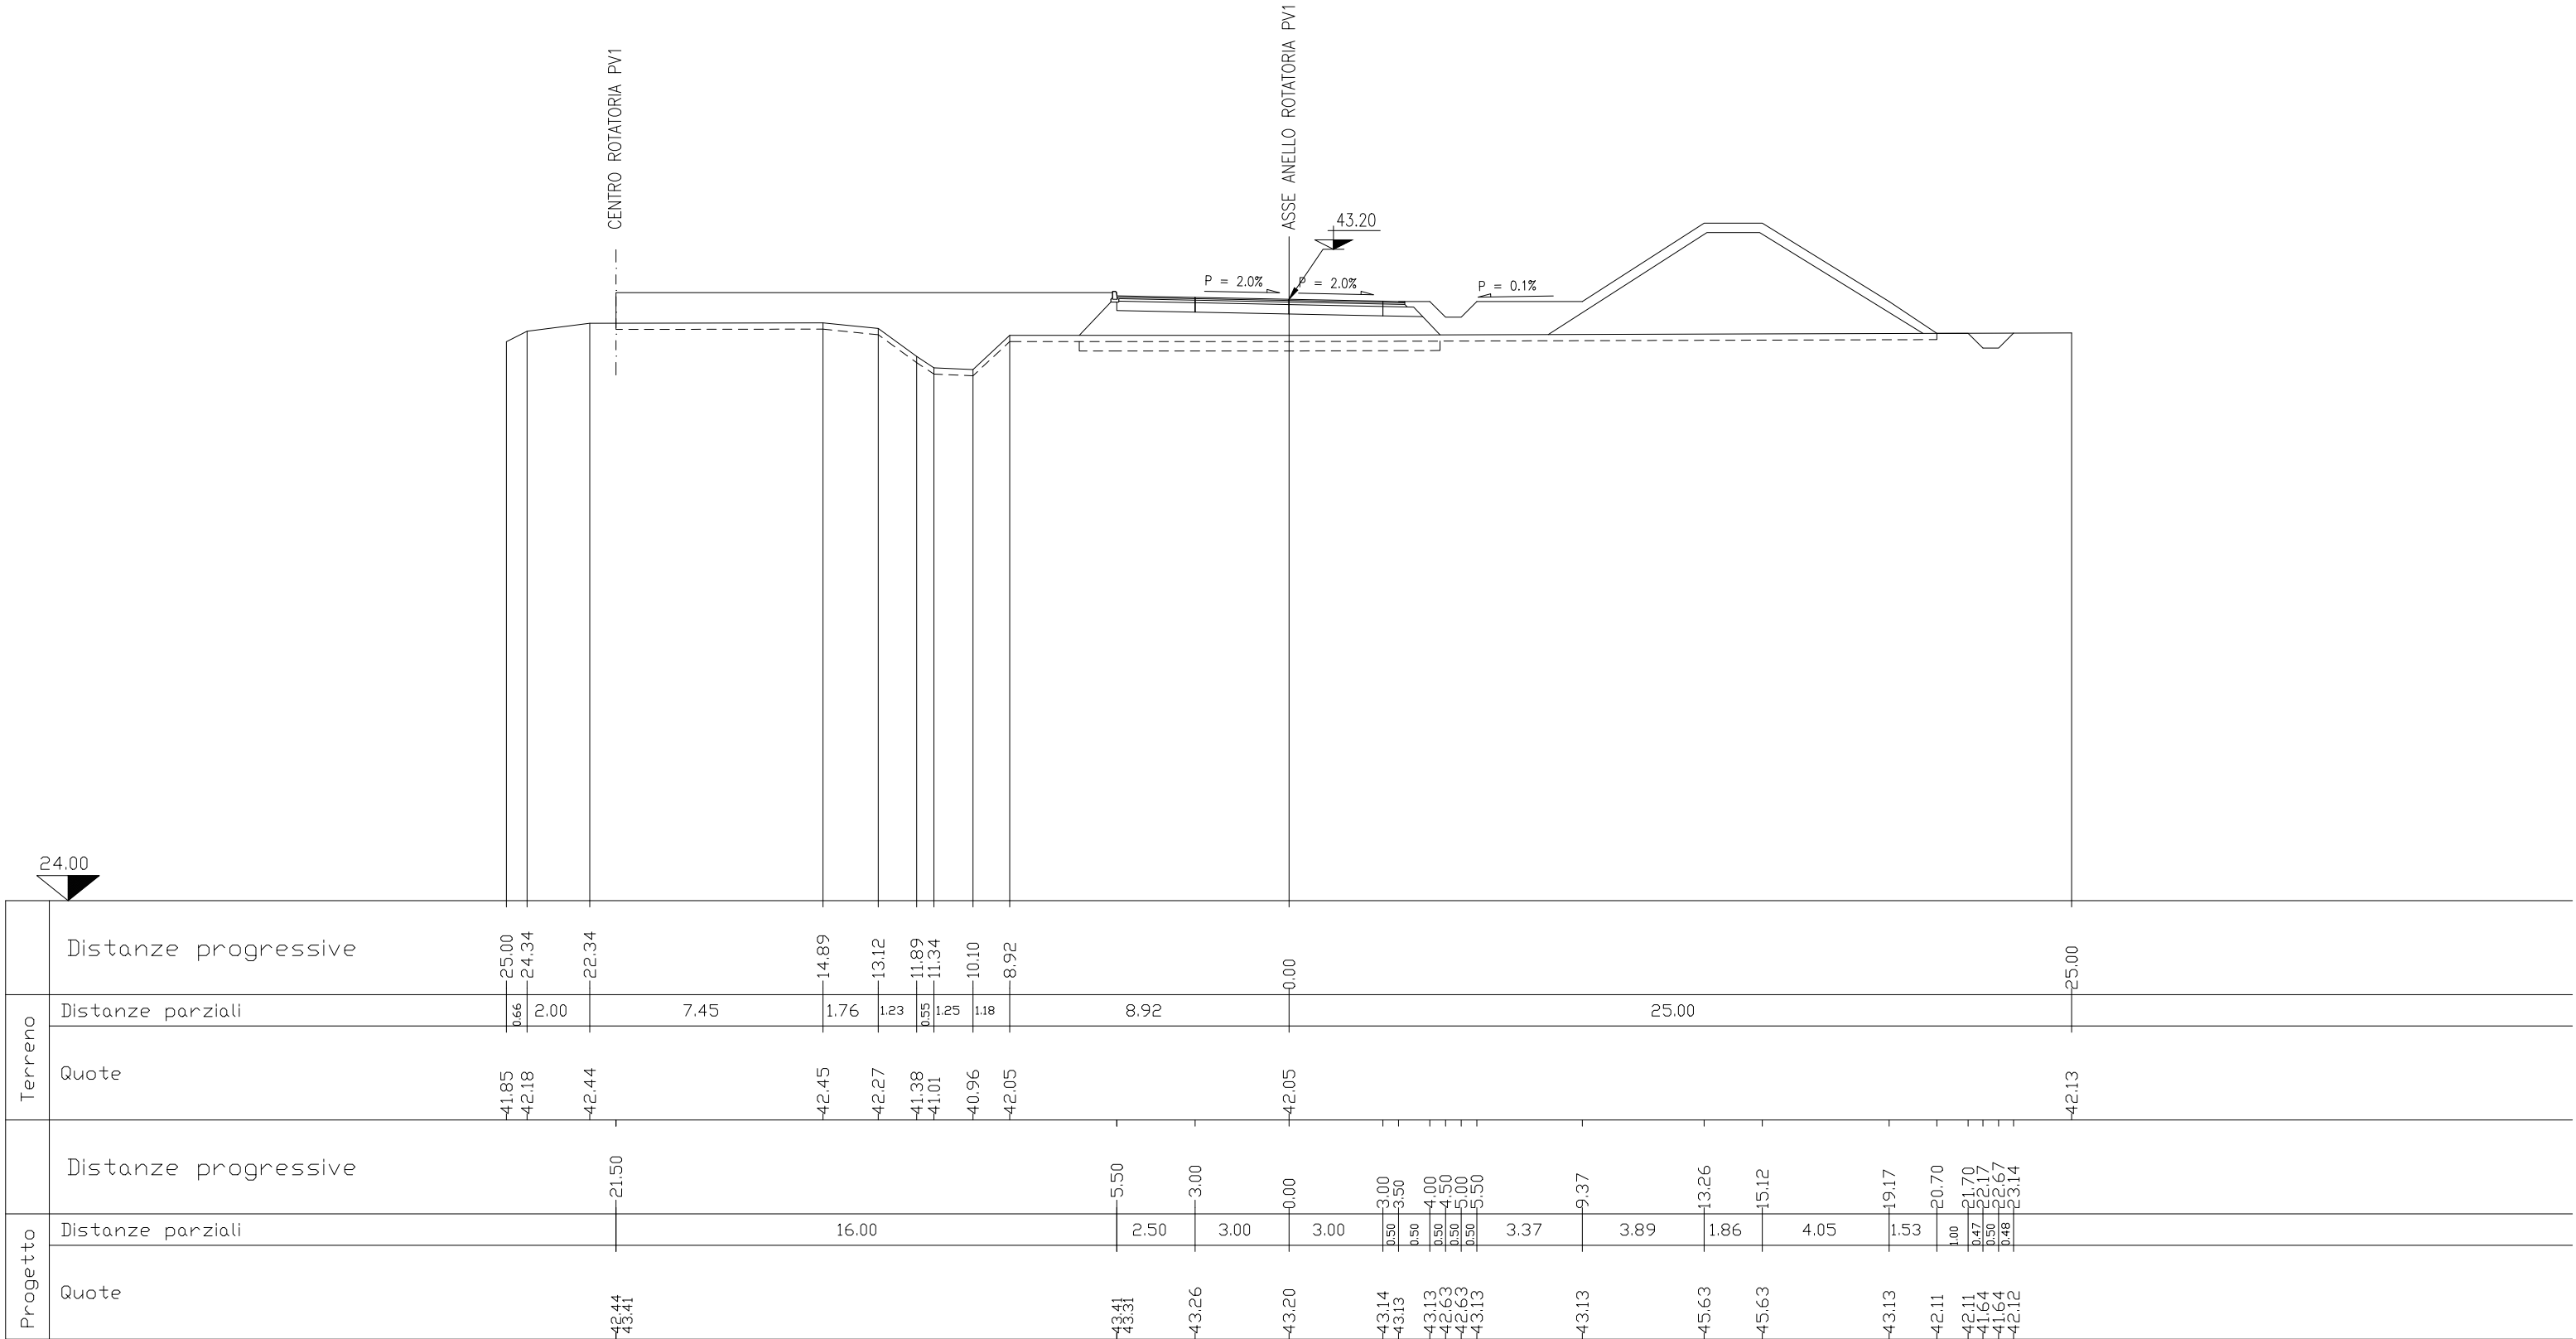 CENTRO ROTATORIA PV1
ASSE ANELLO ROTATORIA PV1
43.20
P = 2.0%
P = 2.0%
P = 0.1%
24.00
Distanze progressive
25.00 24.34 22.34 14.89 13.12 11.89 11.34 10.10 8.92 0.00 25.00
Terreno
Distanze parziali
0.66 2.00 7.45 1.76 1.23 0.55 1.25 1.18 8.92 25.00
Quote
41.85 42.18 42.44 42.45 42.27 41.38 41.01 40.96 42.05 42.05 42.13
Distanze progressive
21.50 5.50 3.00 0.00 3.00 3.50 4.00 4.50 5.00 5.50 9.37 13.26 15.12 19.17 20.70 21.70 22.17 22.67 23.14
Progetto
Distanze parziali
16.00 2.50 3.00 3.00 0.50 0.50 0.50 0.50 0.50 3.37 3.89 1.86 4.05 1.53 1.00 0.47 0.50 0.48
Quote
42.44 43.41 43.41 43.31 43.26 43.20 43.14 43.13 43.13 42.63 42.63 43.13 43.13 45.63 45.63 43.13 42.11 42.11 41.64 41.64 42.12